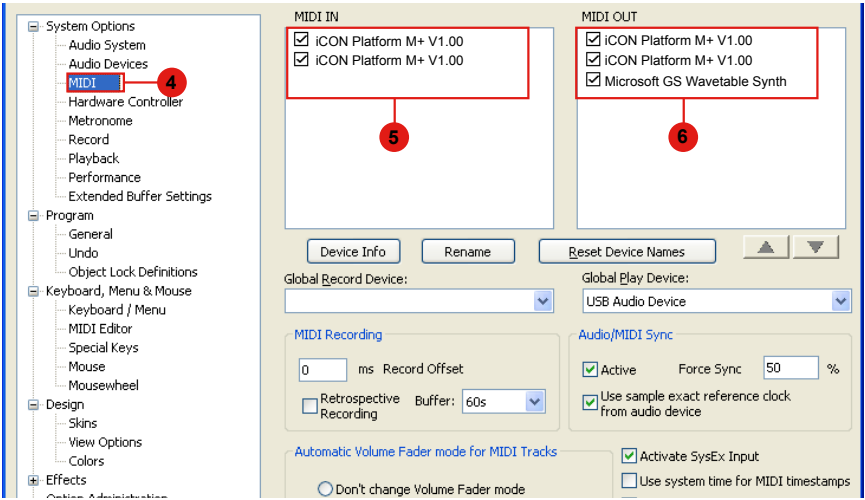 System Options
Audio System
Audio Devices
MIDI
Hardware Controller
Metronome
Record
Playback
Performance
Extended Buffer Settings
Program
General
Undo
Object Lock Definitions
Keyboard, Menu & Mouse
Keyboard / Menu
MIDI Editor
Special Keys
Mouse
Mousewheel
Design
Skins
View Options
Colors
Effects
Option Administration
4
MIDI IN
iCON Platform M+ V1.00
iCON Platform M+ V1.00
5
MIDI OUT
iCON Platform M+ V1.00
iCON Platform M+ V1.00
Microsoft GS Wavetable Synth
6
Device Info
Rename
Reset Device Names
Global Record Device:
Global Play Device:
USB Audio Device
MIDI Recording
0 ms Record Offset
Retrospective Recording
Buffer: 60s
Audio/MIDI Sync
Active
Force Sync 50 %
Use sample exact reference clock
from audio device
Automatic Volume Fader mode for MIDI Tracks
Don't change Volume Fader mode
Activate SysEx Input
Use system time for MIDI timestamps